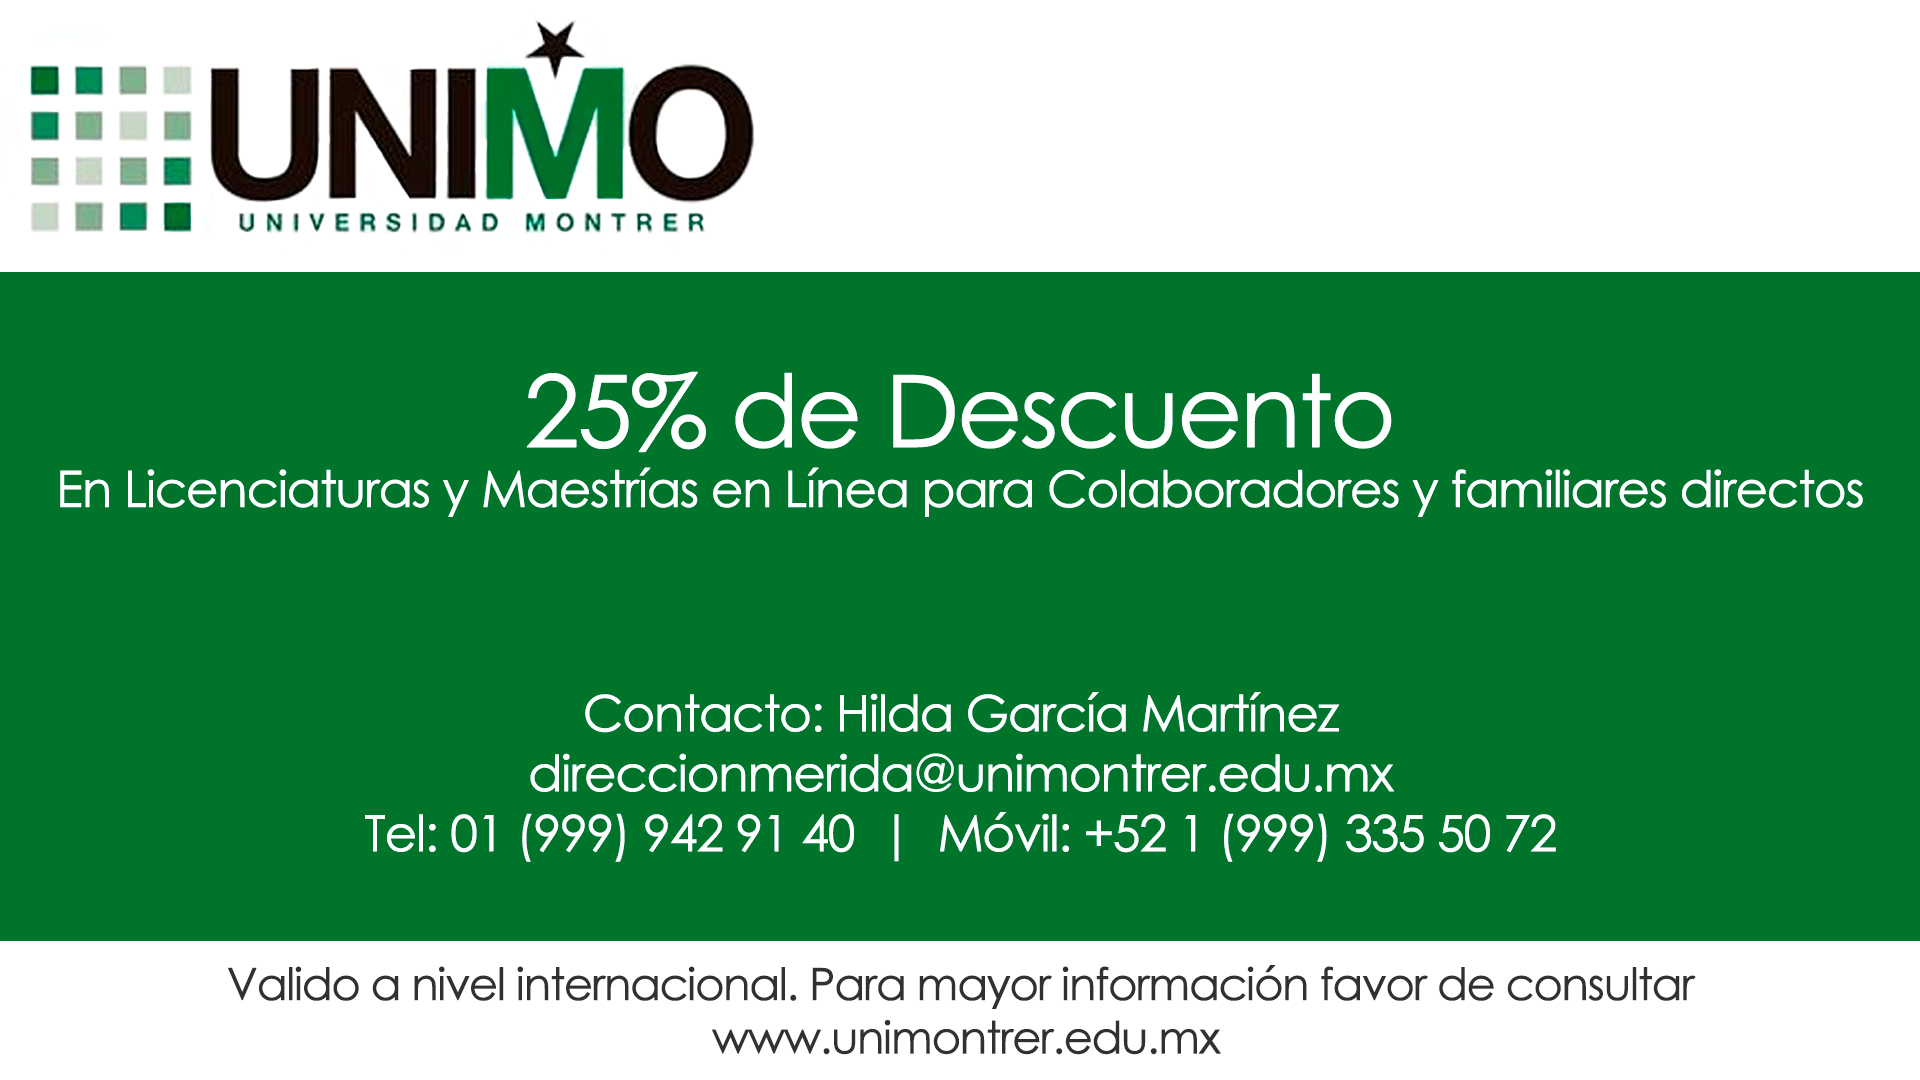 UNIMO
UNIVERSIDAD MONTRER
25% de Descuento
En Licenciaturas y Maestrías en Línea para Colaboradores y familiares directos
Contacto: Hilda García Martínez
direccionmerida@unimontrer.edu.mx
Tel: 01 (999) 942 91 40 | Móvil: +52 1 (999) 335 50 72
Valido a nivel internacional. Para mayor información favor de consultar
www.unimontrer.edu.mx